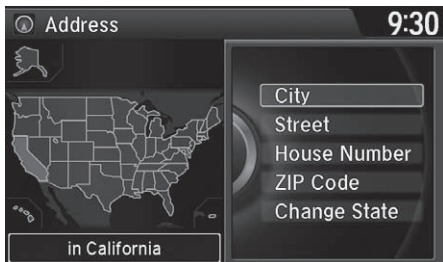 Address
9:30
City
Street
House Number
ZIP Code
Change State
in California